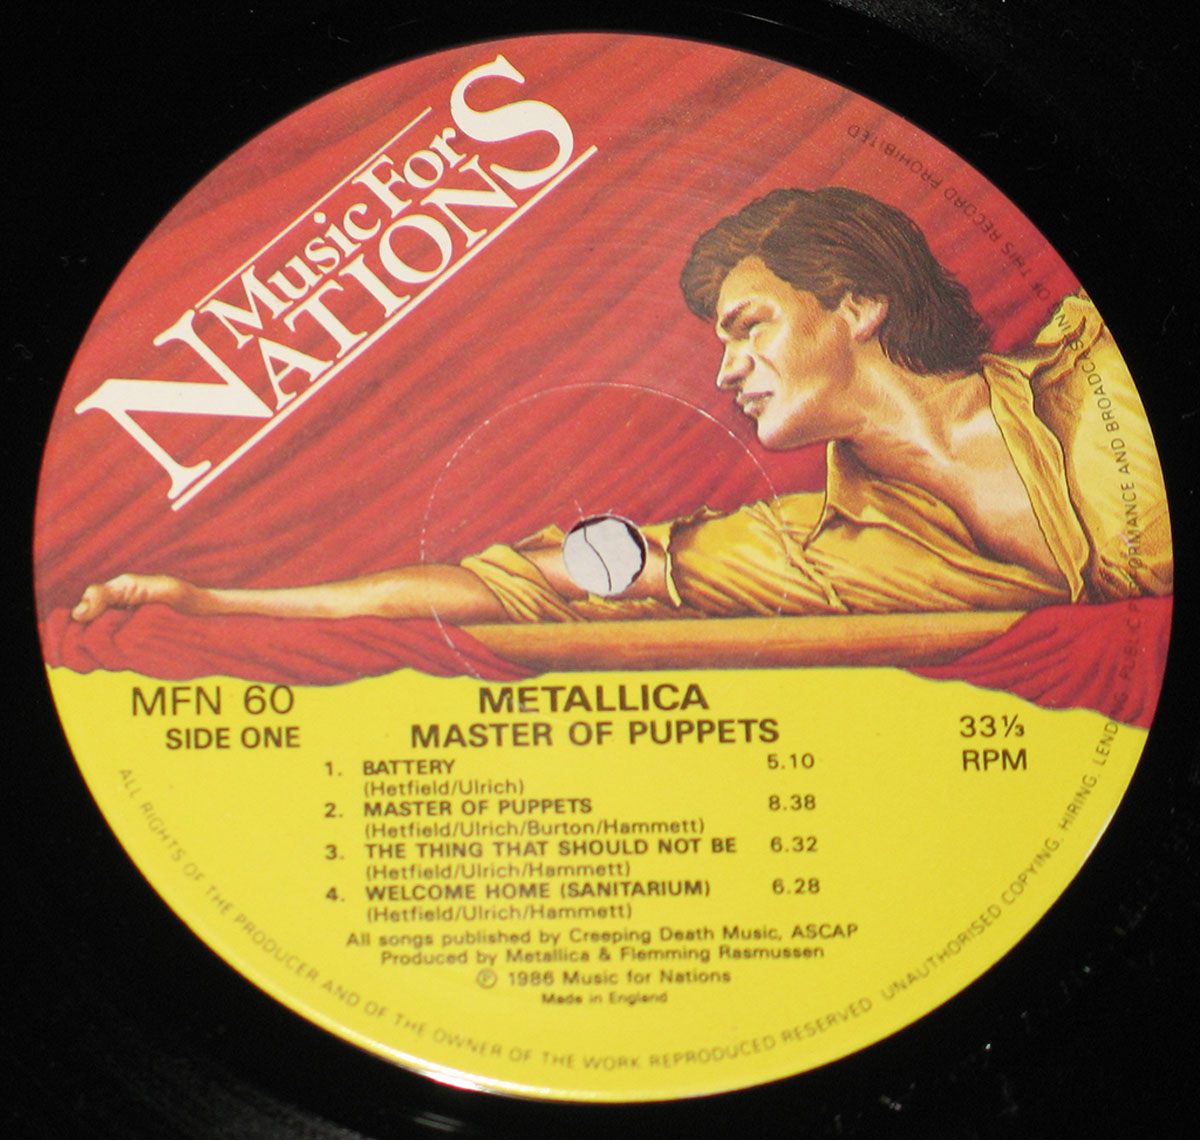 Music For
NATIONS
MFN 60
SIDE ONE
METALLICA
MASTER OF PUPPETS
33⅓
RPM
1. BATTERY 5.10
(Hetfield/Ulrich)
2. MASTER OF PUPPETS 8.38
(Hetfield/Ulrich/Burton/Hammett)
3. THE THING THAT SHOULD NOT BE 6.32
(Hetfield/Ulrich/Hammett)
4. WELCOME HOME (SANITARIUM) 6.28
(Hetfield/Ulrich/Hammett)
All songs published by Creeping Death Music, ASCAP
Produced by Metallica & Flemming Rasmussen
℗ 1986 Music for Nations
Made in England
ALL RIGHTS OF THE PRODUCER AND OF THE OWNER OF THE WORK REPRODUCED RESERVED UNAUTHORISED COPYING, HIRING, LENDING, PUBLIC PERFORMANCE AND BROADCASTING OF THIS RECORD PROHIBITED